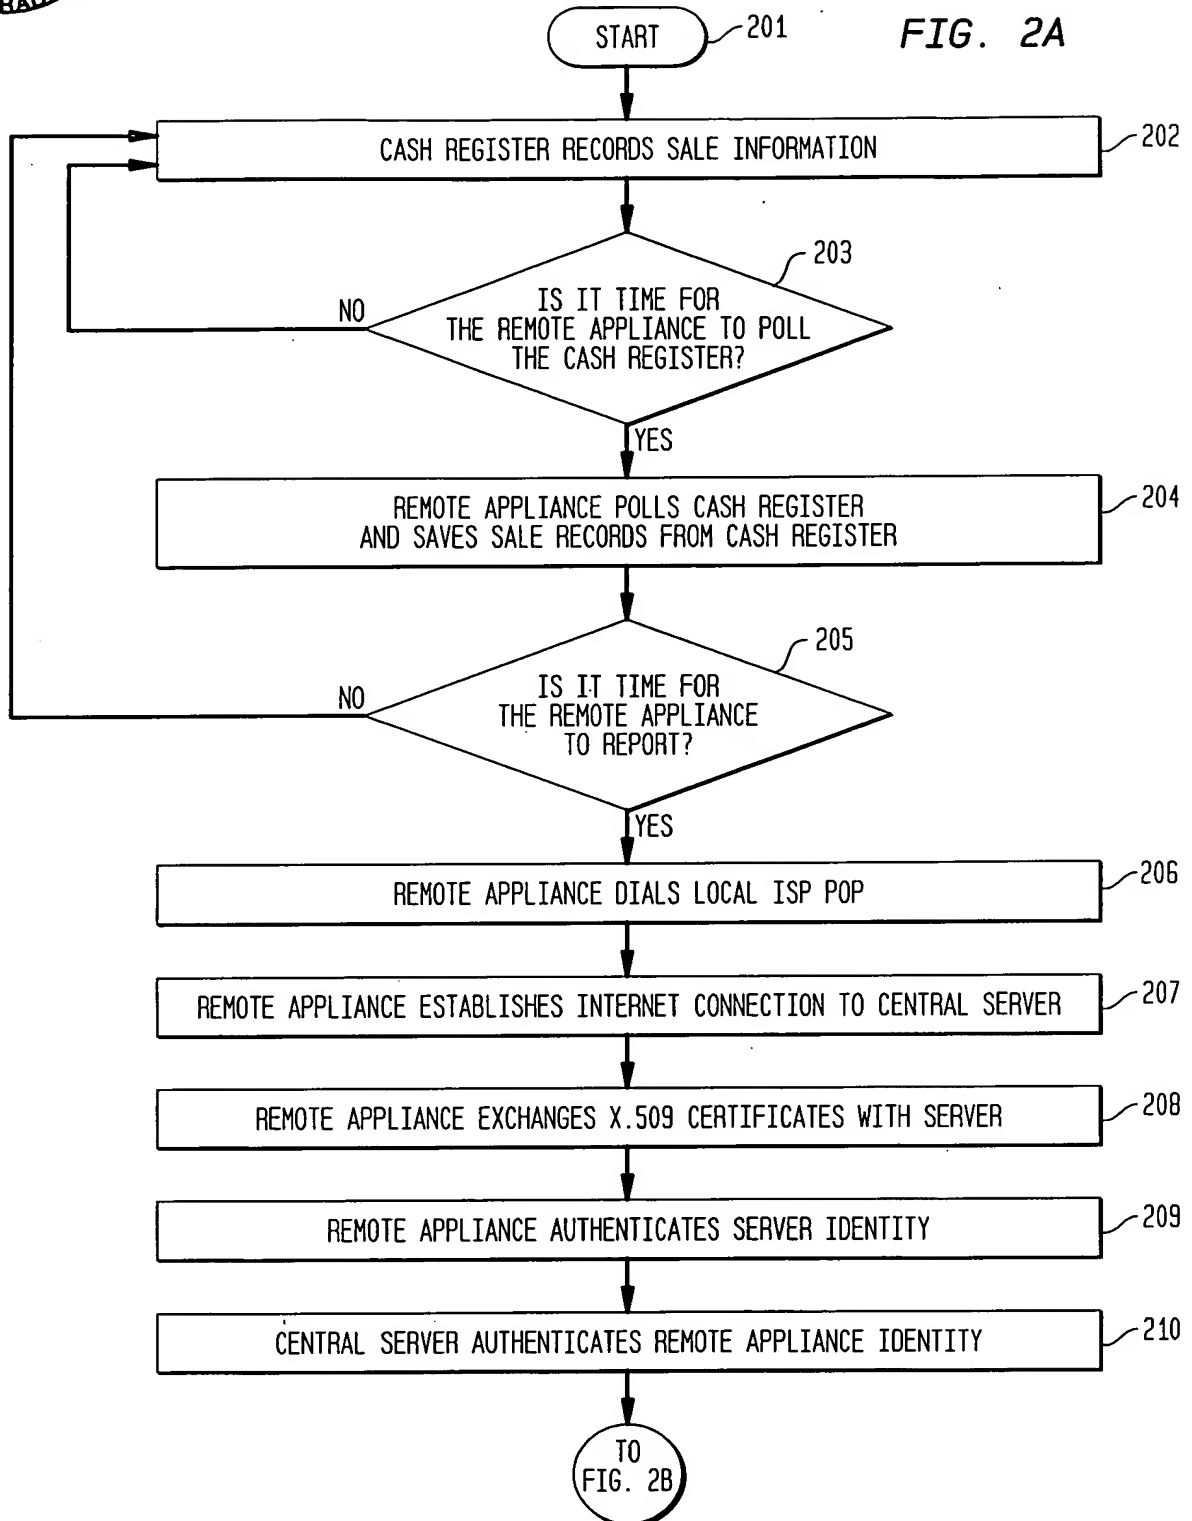 FIG. 2A
START
201
CASH REGISTER RECORDS SALE INFORMATION
202
203
IS IT TIME FOR
THE REMOTE APPLIANCE TO POLL
THE CASH REGISTER?
NO
YES
REMOTE APPLIANCE POLLS CASH REGISTER
AND SAVES SALE RECORDS FROM CASH REGISTER
204
205
IS IT TIME FOR
THE REMOTE APPLIANCE
TO REPORT?
NO
YES
REMOTE APPLIANCE DIALS LOCAL ISP POP
206
REMOTE APPLIANCE ESTABLISHES INTERNET CONNECTION TO CENTRAL SERVER
207
REMOTE APPLIANCE EXCHANGES X.509 CERTIFICATES WITH SERVER
208
REMOTE APPLIANCE AUTHENTICATES SERVER IDENTITY
209
CENTRAL SERVER AUTHENTICATES REMOTE APPLIANCE IDENTITY
210
TO
FIG. 2B